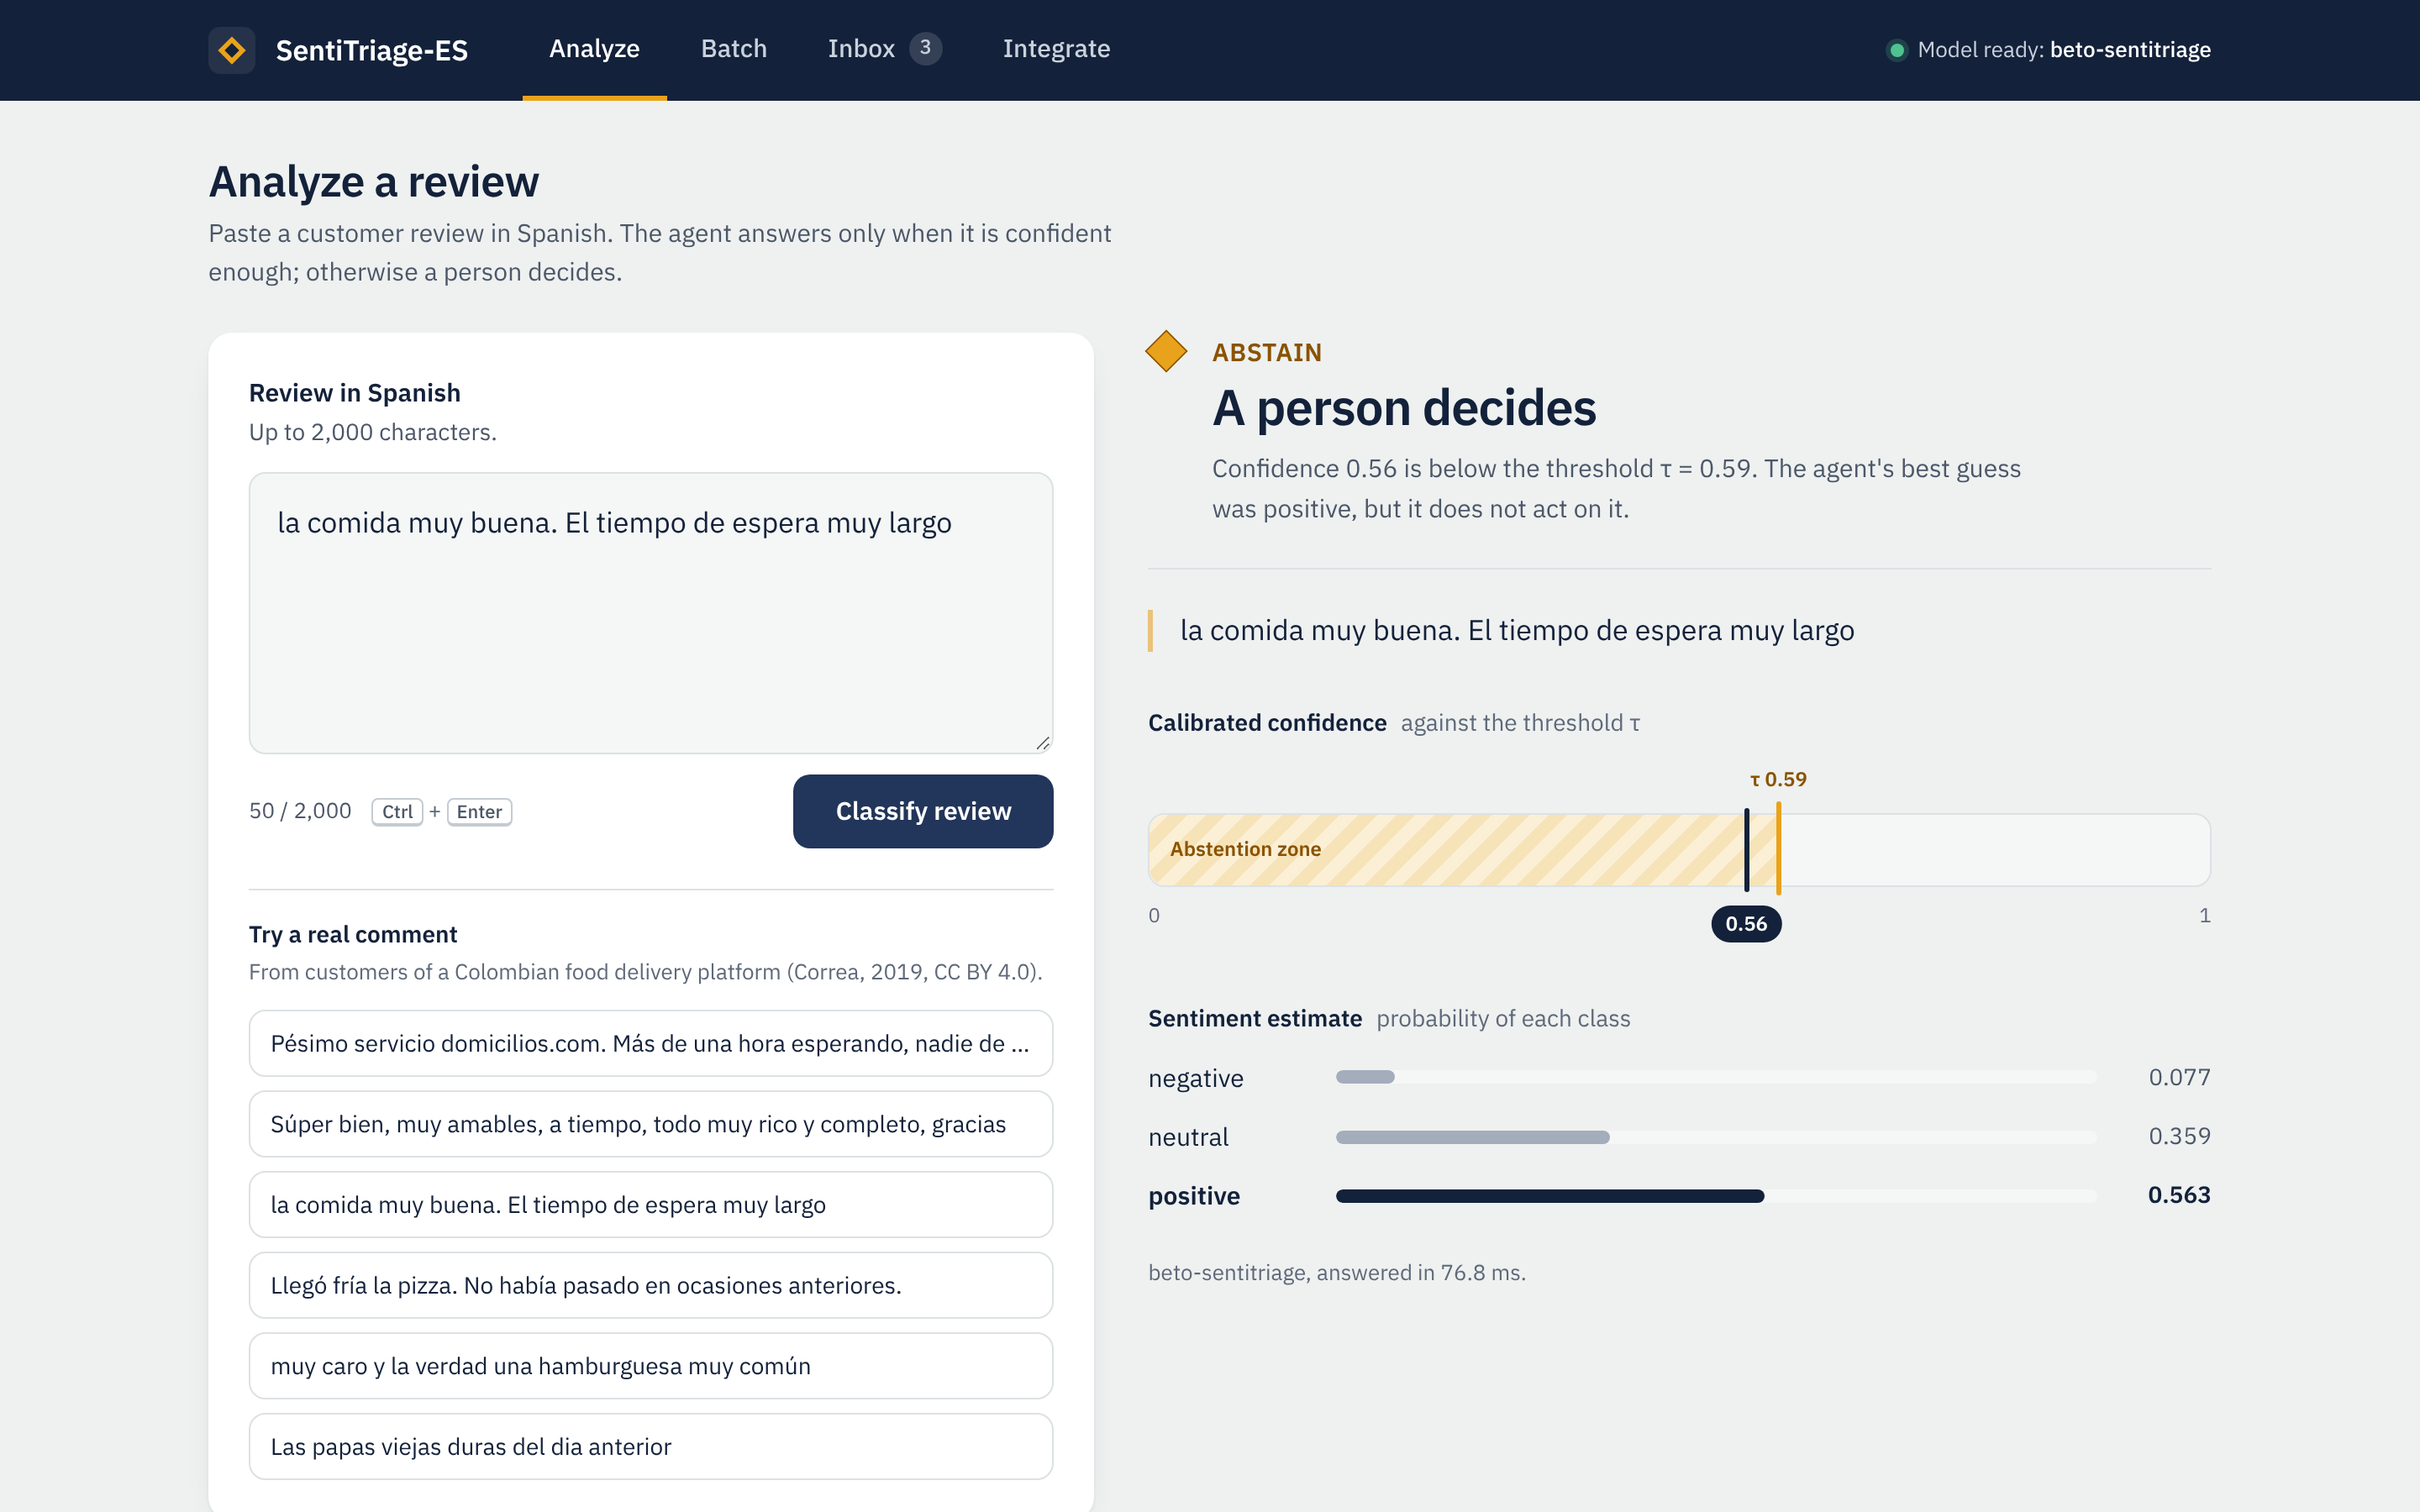 SentiTriage-ES
Analyze
Batch
Inbox 3
Integrate
Model ready: beto-sentitriage
Analyze a review
Paste a customer review in Spanish. The agent answers only when it is confident
enough; otherwise a person decides.
Review in Spanish
Up to 2,000 characters.
la comida muy buena. El tiempo de espera muy largo
50 / 2,000 Ctrl + Enter
Classify review
Try a real comment
From customers of a Colombian food delivery platform (Correa, 2019, CC BY 4.0).
Pésimo servicio domicilios.com. Más de una hora esperando, nadie de ...
Súper bien, muy amables, a tiempo, todo muy rico y completo, gracias
la comida muy buena. El tiempo de espera muy largo
Llegó fría la pizza. No había pasado en ocasiones anteriores.
muy caro y la verdad una hamburguesa muy común
Las papas viejas duras del dia anterior
ABSTAIN
A person decides
Confidence 0.56 is below the threshold τ = 0.59. The agent's best guess
was positive, but it does not act on it.
la comida muy buena. El tiempo de espera muy largo
Calibrated confidence against the threshold τ
τ 0.59
Abstention zone
0
0.56
1
Sentiment estimate probability of each class
negative 0.077
neutral 0.359
positive 0.563
beto-sentitriage, answered in 76.8 ms.